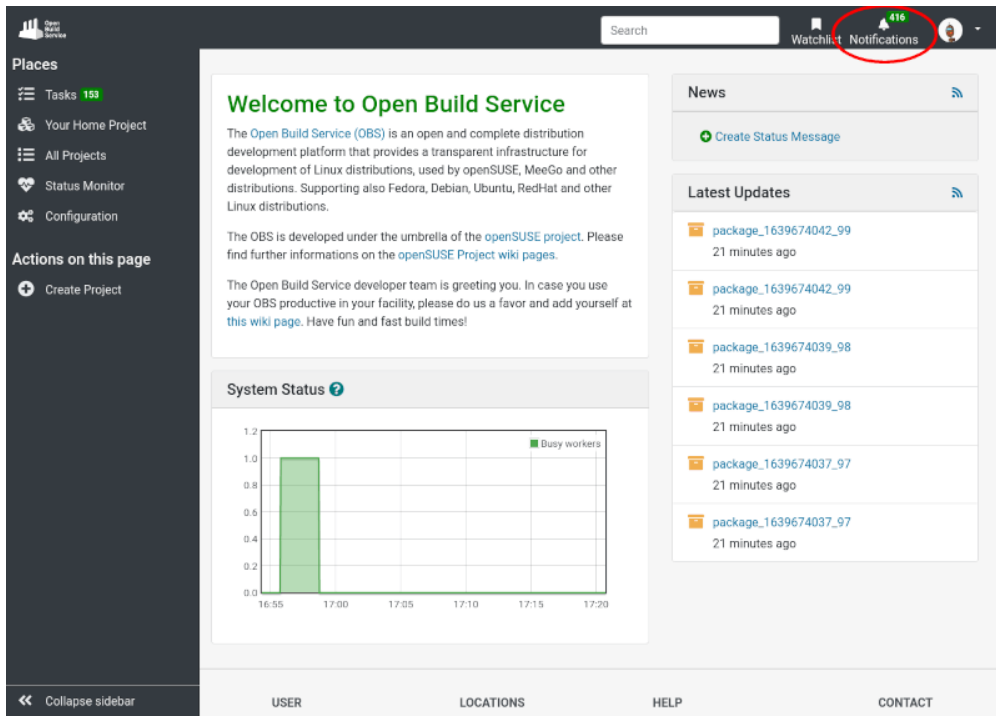 Open
Build
Service
Search
Watchlist
416
Notifications
Places
Tasks 153
Your Home Project
All Projects
Status Monitor
Configuration
Actions on this page
Create Project
Collapse sidebar
Welcome to Open Build Service
The Open Build Service (OBS) is an open and complete distribution
development platform that provides a transparent infrastructure for
development of Linux distributions, used by openSUSE, MeeGo and other
distributions. Supporting also Fedora, Debian, Ubuntu, RedHat and other
Linux distributions.
The OBS is developed under the umbrella of the openSUSE project. Please
find further informations on the openSUSE Project wiki pages.
The Open Build Service developer team is greeting you. In case you use
your OBS productive in your facility, please do us a favor and add yourself at
this wiki page. Have fun and fast build times!
System Status
Busy workers
1.2
1.0
0.8
0.6
0.4
0.2
0.0
16:55 17:00 17:05 17:10 17:15 17:20
News
Create Status Message
Latest Updates
package_1639674042_99
21 minutes ago
package_1639674042_99
21 minutes ago
package_1639674039_98
21 minutes ago
package_1639674039_98
21 minutes ago
package_1639674037_97
21 minutes ago
package_1639674037_97
21 minutes ago
USER LOCATIONS HELP CONTACT